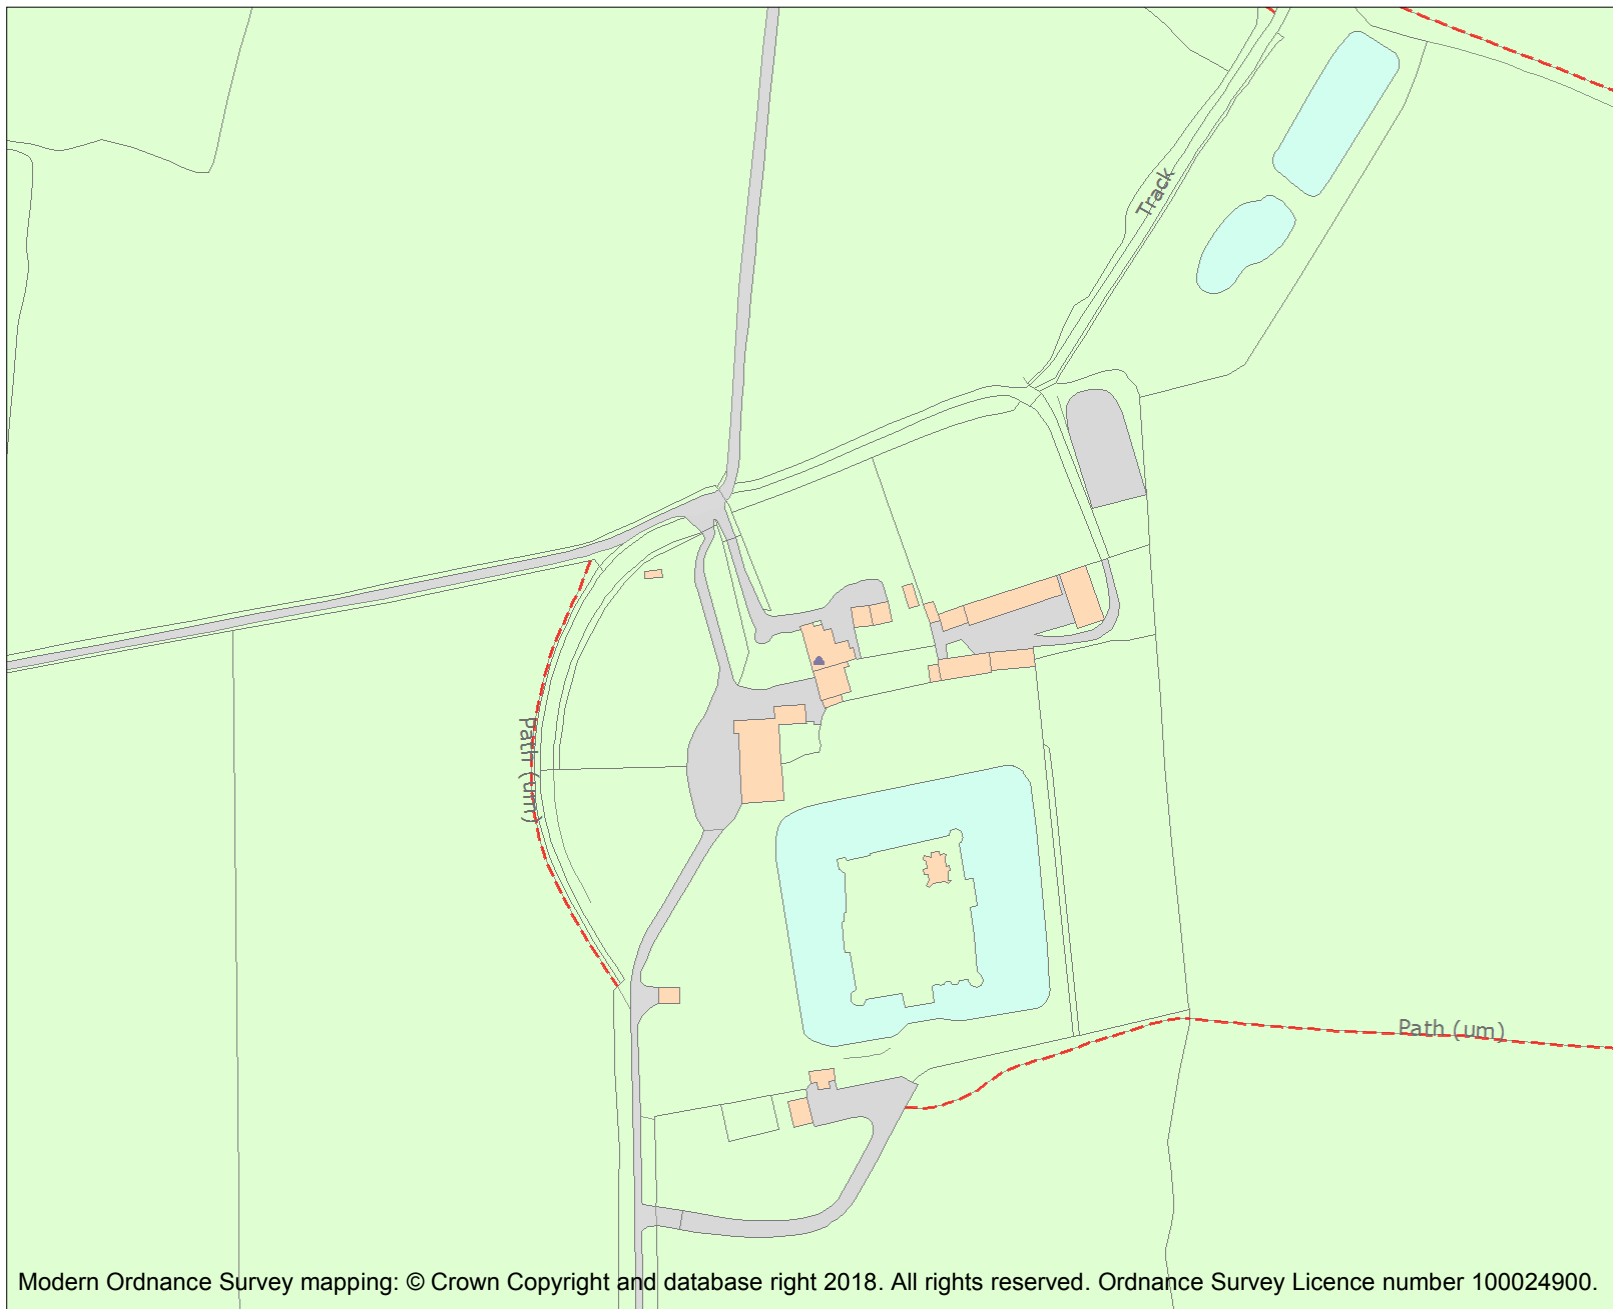 Track
Path (um)
Path (um)
Modern Ordnance Survey mapping: © Crown Copyright and database right 2018. All rights reserved. Ordnance Survey Licence number 100024900.